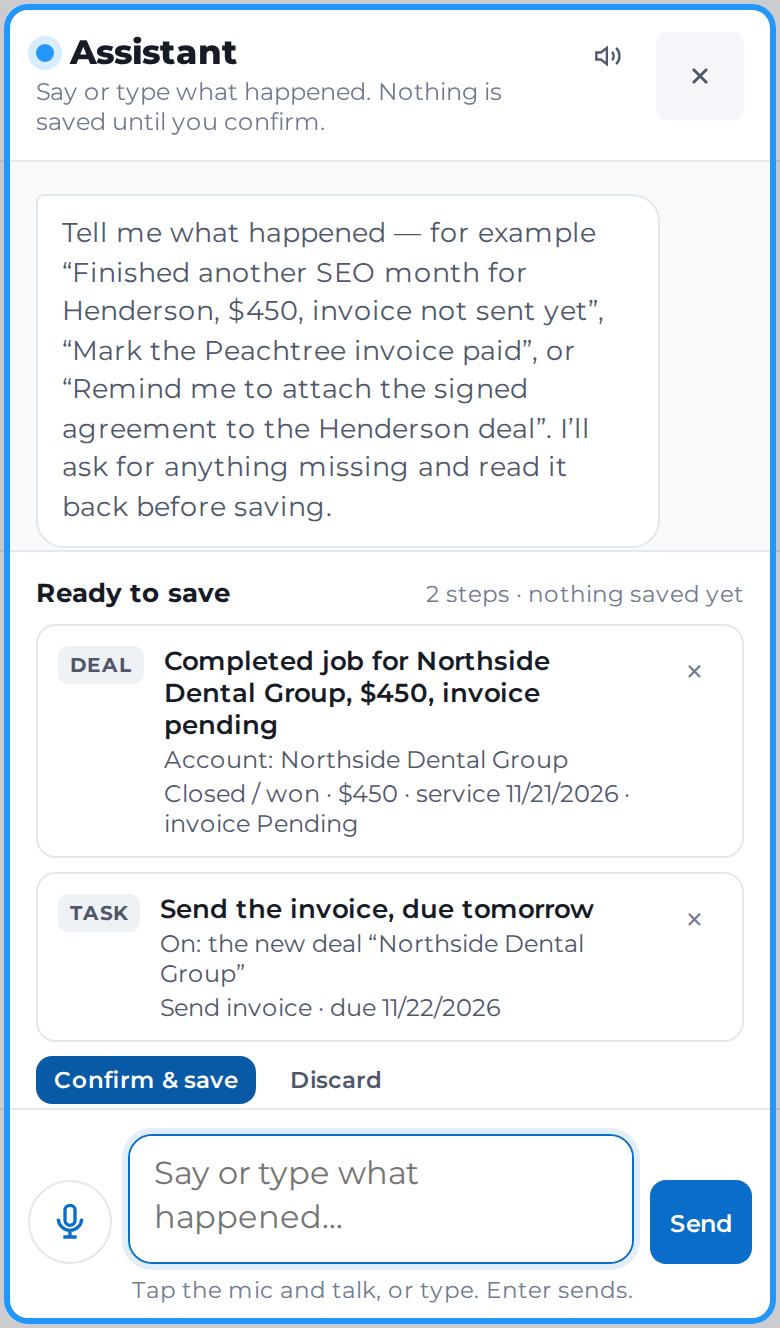 Assistant
Say or type what happened. Nothing is
saved until you confirm.
×
Tell me what happened — for example
“Finished another SEO month for
Henderson, $450, invoice not sent yet”,
“Mark the Peachtree invoice paid”, or
“Remind me to attach the signed
agreement to the Henderson deal”. I’ll
ask for anything missing and read it
back before saving.
Ready to save
2 steps · nothing saved yet
DEAL
Completed job for Northside
Dental Group, $450, invoice
pending
×
Account: Northside Dental Group
Closed / won · $450 · service 11/21/2026 ·
invoice Pending
TASK
Send the invoice, due tomorrow
×
On: the new deal “Northside Dental
Group”
Send invoice · due 11/22/2026
Confirm & save
Discard
Say or type what
happened...
Send
Tap the mic and talk, or type. Enter sends.